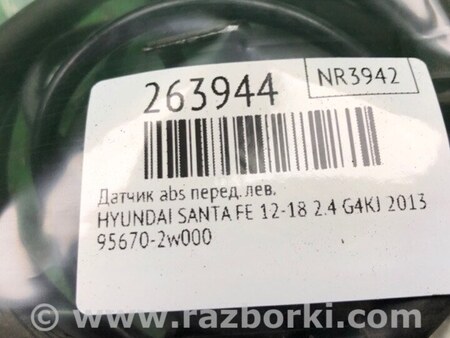 263944
NR3942
Датчик abs перед.лев.
HYUNDAI SANTA FE 12-18 2.4 G4KJ 2013
95670-2w000
© www.razborki.com